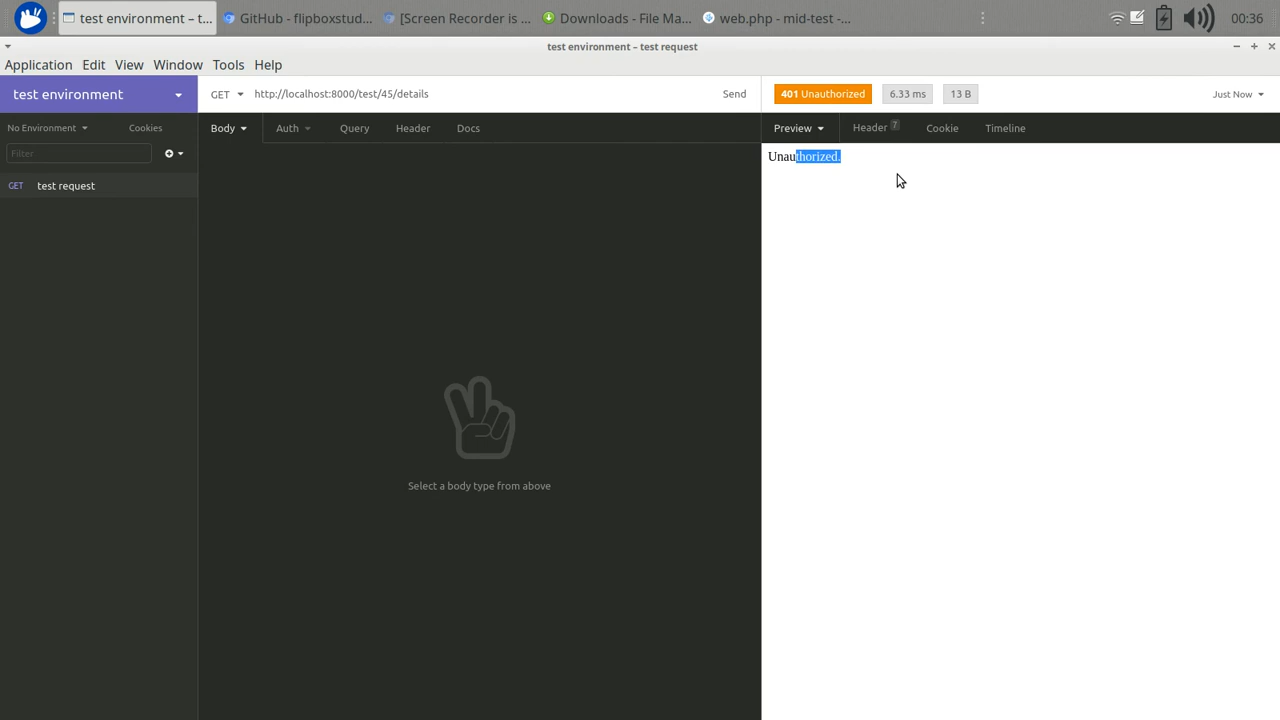 test environment – t...
GitHub - flipboxstud...
[Screen Recorder is ...
Downloads - File Ma...
web.php - mid-test -...
00:36
test environment – test request
Application Edit View Window Tools Help
test environment
GET http://localhost:8000/test/45/details Send
401 Unauthorized 6.33 ms 13 B Just Now
No Environment Cookies
Body Auth Query Header Docs
Preview Header 7 Cookie Timeline
Filter
Unauthorized.
GET test request
Select a body type from above